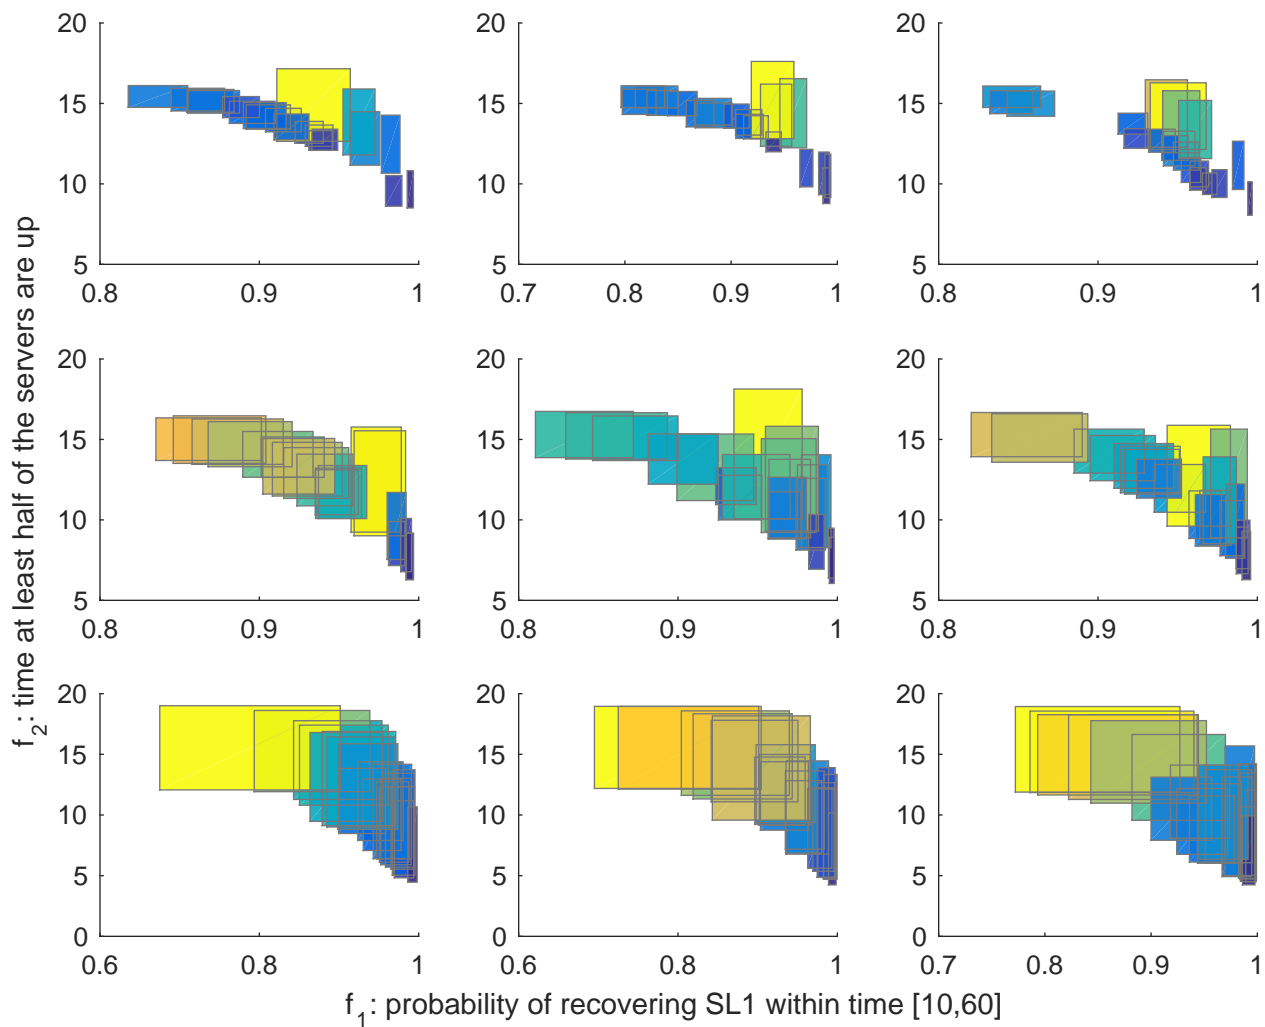 f2: time at least half of the servers are up
20 20 20
15 15 15
10 10 10
5 5 5
0.8 0.9 1 0.7 0.8 0.9 1 0.8 0.9 1
20 20 20
15 15 15
10 10 10
5 5 5
0.8 0.9 1 0.8 0.9 1 0.8 0.9 1
20 20 20
15 15 15
10 10 10
5 5 5
0 0 0
0.6 0.8 1 0.6 0.8 1 0.7 0.8 0.9 1
f1: probability of recovering SL1 within time [10,60]